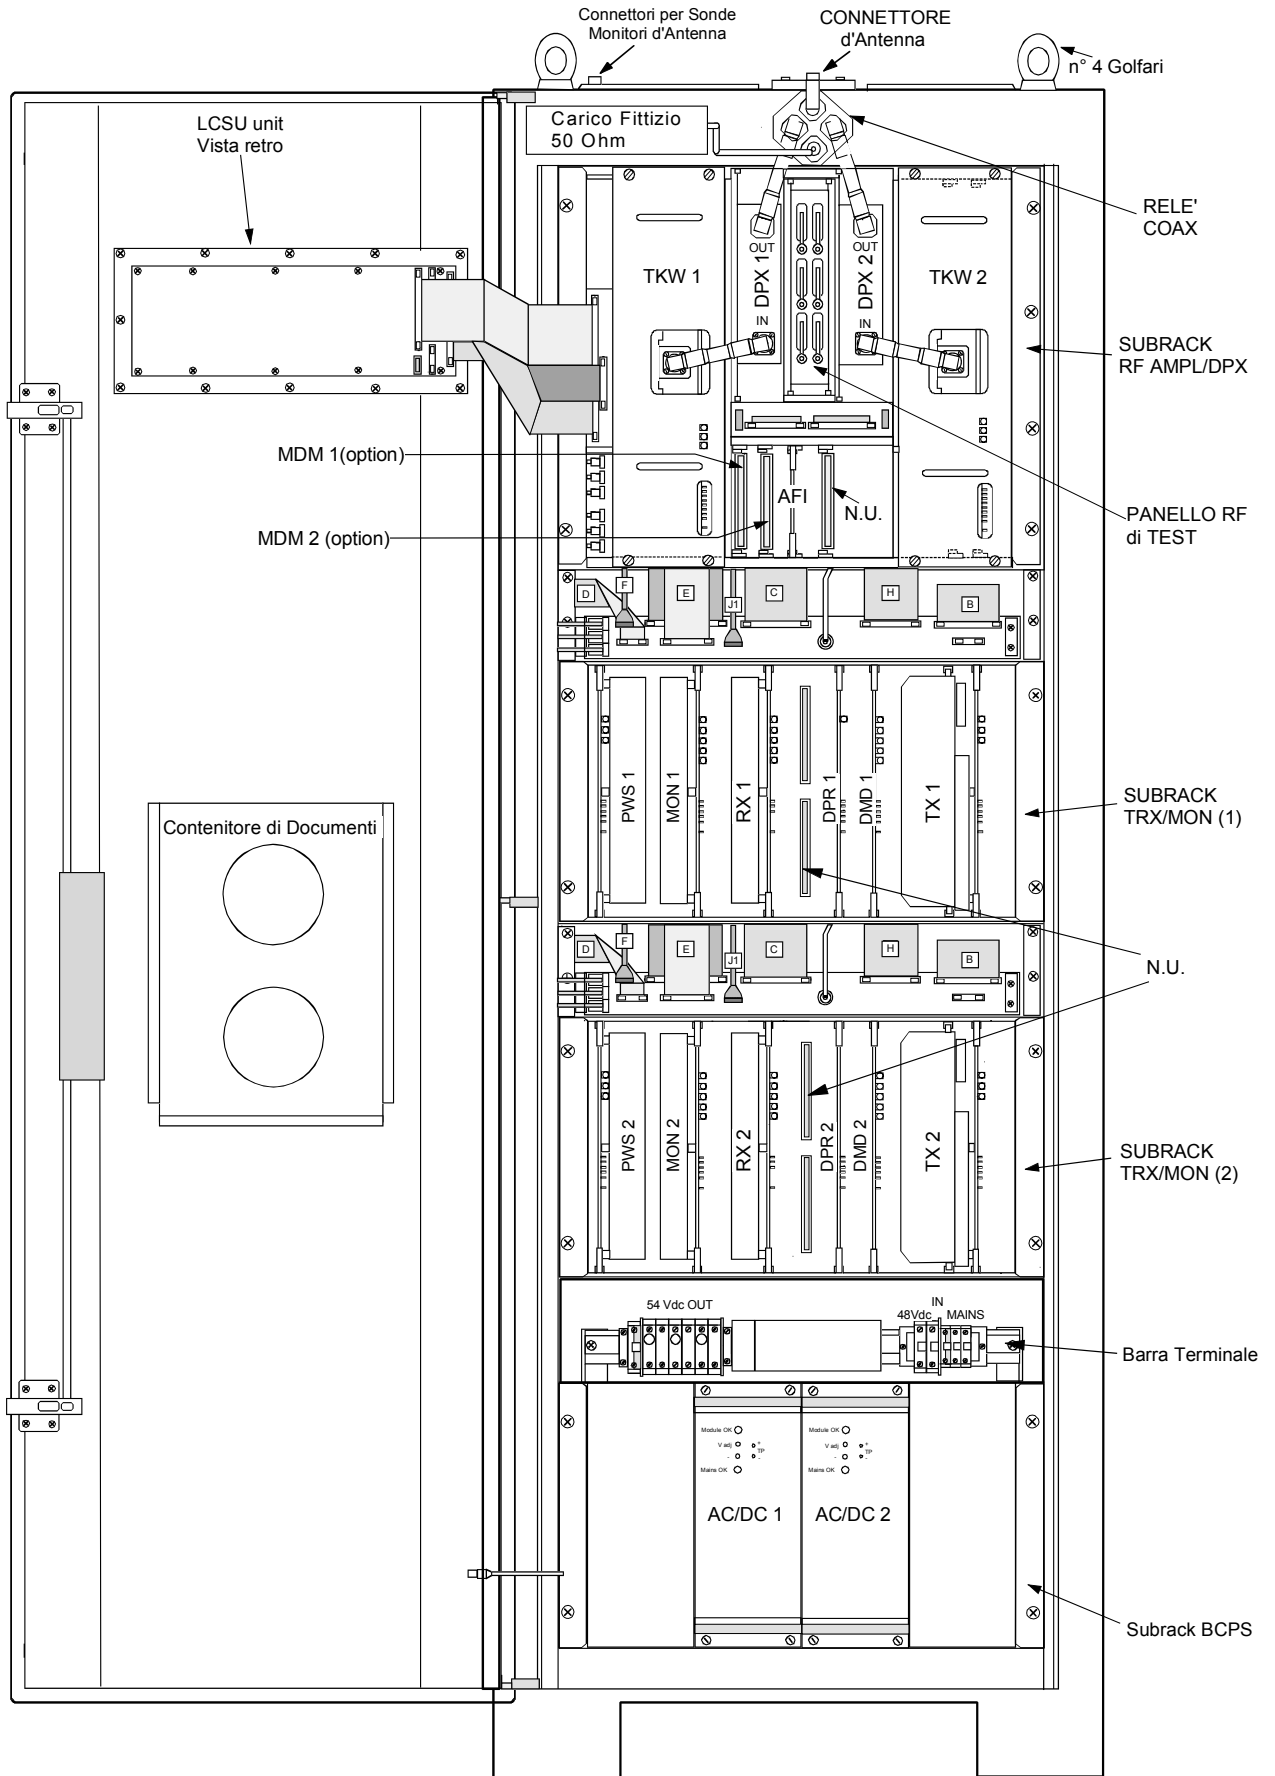 Connettori per Sonde
Monitori d'Antenna
CONNETTORE
d'Antenna
n° 4 Golfari
LCSU unit
Vista retro
Carico Fittizio
50 Ohm
RELE'
COAX
TKW 1
OUT
DPX 1
IN
OUT
DPX 2
IN
TKW 2
SUBRACK
RF AMPL/DPX
MDM 1(option)
MDM 2 (option)
AFI
N.U.
PANELLO RF
di TEST
D
F
E
J1
C
H
B
PWS 1
MON 1
RX 1
DPR 1
DMD 1
TX 1
SUBRACK
TRX/MON (1)
Contenitore di Documenti
D
F
E
J1
C
H
B
N.U.
PWS 2
MON 2
RX 2
DPR 2
DMD 2
TX 2
SUBRACK
TRX/MON (2)
54 Vdc OUT
IN
48Vdc
MAINS
Barra Terminale
Module OK
V adj
+
TP
-
-
Mains OK
AC/DC 1
Module OK
V adj
+
TP
-
-
Mains OK
AC/DC 2
Subrack BCPS